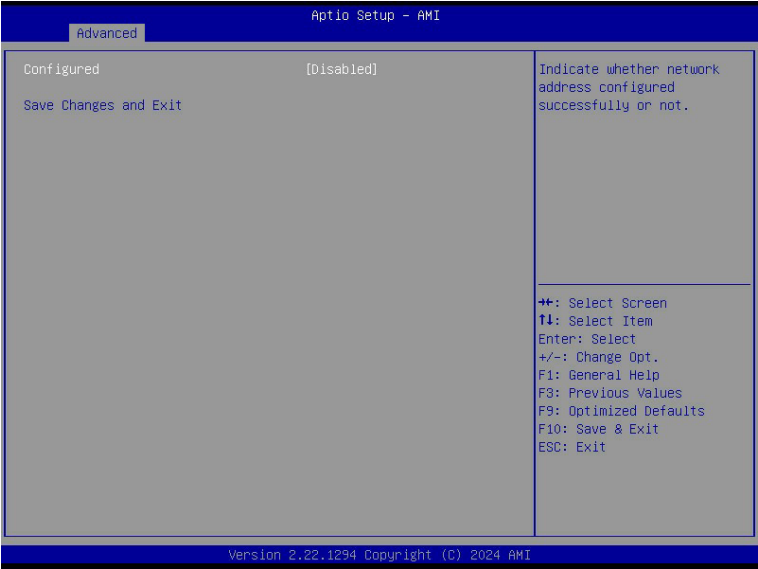 Aptio Setup – AMI
Advanced
Configured [Disabled]
Save Changes and Exit
Indicate whether network
address configured
successfully or not.
→←: Select Screen
↑↓: Select Item
Enter: Select
+/-: Change Opt.
F1: General Help
F3: Previous Values
F9: Optimized Defaults
F10: Save & Exit
ESC: Exit
Version 2.22.1294 Copyright (C) 2024 AMI